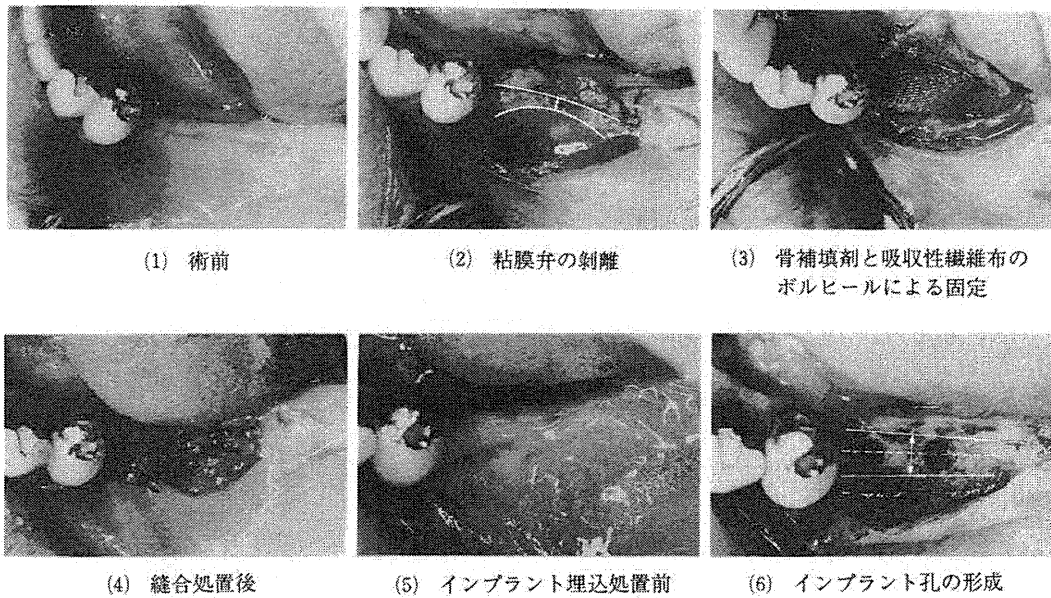 (1) 術前
(2) 粘膜弁の剝離
(3) 骨補填剤と吸収性繊維布の
ボルヒールによる固定
(4) 縫合処置後
(5) インプラント埋込処置前
(6) インプラント孔の形成